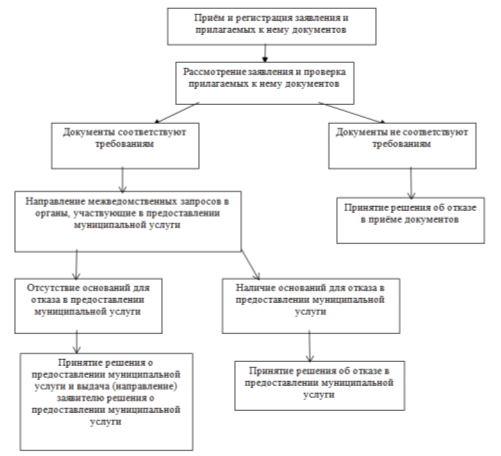 Приём и регистрация заявления и
прилагаемых к нему документов
Рассмотрение заявления и проверка
прилагаемых к нему документов
Документы соответствуют
требованиям
Документы не соответствуют
требованиям
Направление межведомственных запросов в
органы, участвующие в предоставлении
муниципальной услуги
Принятие решения об отказе
в приёме документов
Отсутствие оснований для
отказа в предоставлении
муниципальной услуги
Наличие оснований для отказа в
предоставлении муниципальной
услуги
Принятие решения о
предоставлении муниципальной
услуги и выдача (направление)
заявителю решения о
предоставлении муниципальной
услуги
Принятие решения об отказе в
предоставлении муниципальной
услуги